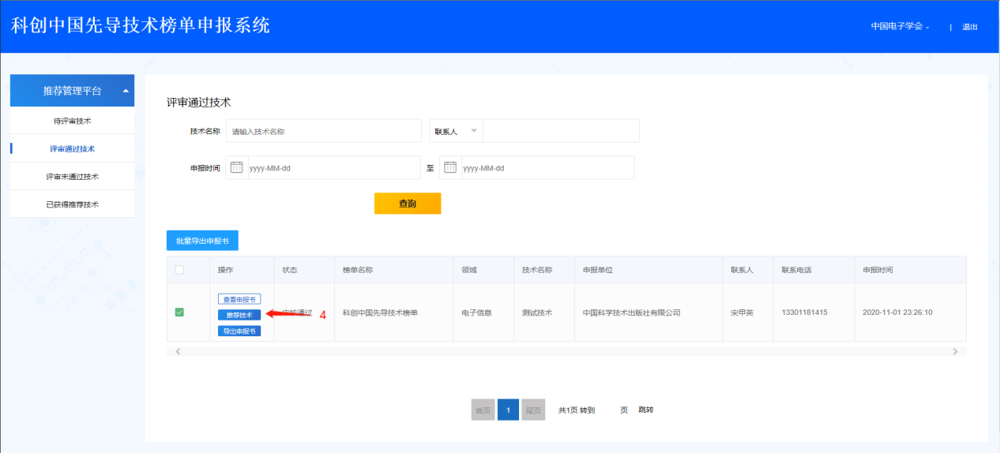 科创中国先导技术榜单申报系统
中国电子学会 | 退出
推荐管理平台
待评审技术
评审通过技术
评审未通过技术
已获得推荐技术
评审通过技术
技术名称 请输入技术名称 联系人
申报时间 yyyy-MM-dd 至 yyyy-MM-dd
查询
批量导出申报书
操作 状态 榜单名称 领域 技术名称 申报单位 联系人 联系电话 申报时间
查看申报书
推荐技术 审核通过 4 科创中国先导技术榜单 电子信息 测试技术 中国科学技术出版社有限公司 宋甲英 13301181415 2020-11-01 23:26:10
导出申报书
首页 1 尾页 共1页 转到 页 跳转